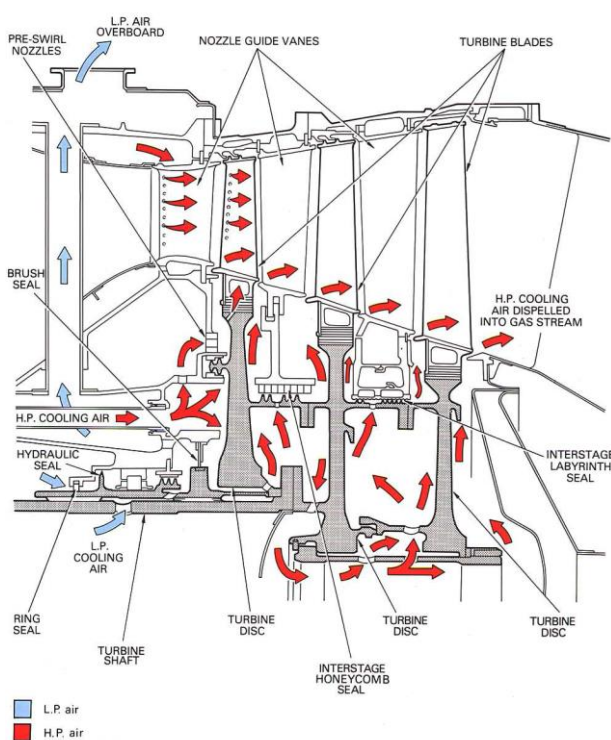 L.P. AIR
OVERBOARD
PRE-SWIRL
NOZZLES
NOZZLE GUIDE VANES
TURBINE BLADES
BRUSH
SEAL
H.P. COOLING
AIR DISPELLED
INTO GAS STREAM
H.P. COOLING AIR
HYDRAULIC
SEAL
INTERSTAGE
LABYRINTH
SEAL
L.P.
COOLING
AIR
RING
SEAL
TURBINE
SHAFT
TURBINE
DISC
INTERSTAGE
HONEYCOMB
SEAL
TURBINE
DISC
TURBINE
DISC
L.P. air
H.P. air